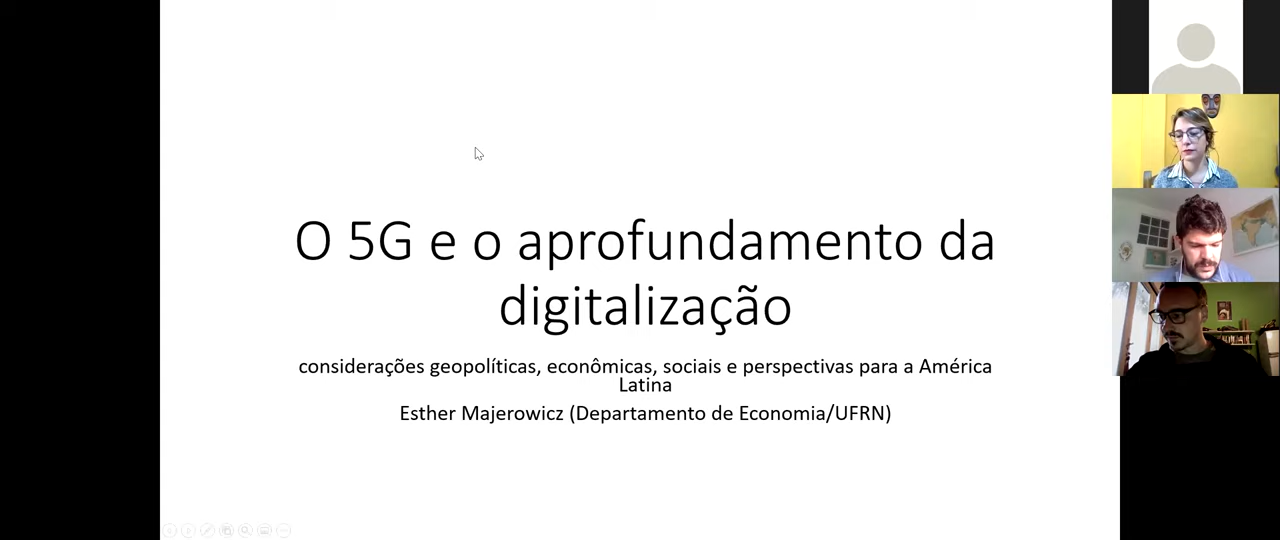 O 5G e o aprofundamento da
digitalização
considerações geopolíticas, econômicas, sociais e perspectivas para a América
Latina
Esther Majerowicz (Departamento de Economia/UFRN)